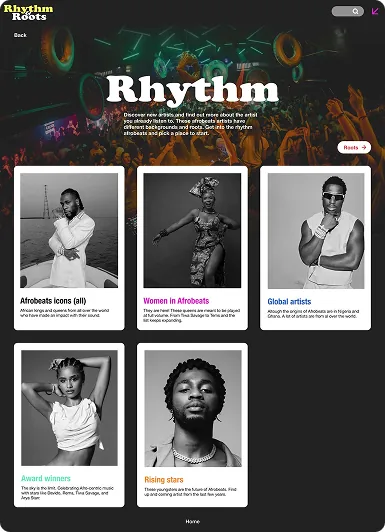 Rhythm
Roots
Back
Rhythm
Discover new artists and find out more about the artist
you already listen to. These afrobeats artists have
different backgrounds and roots. Get into the rhythm
afrobeats and pick a place to start.
Roots →
Afrobeats icons (all)
African kings and queens from all over the world
who have made an impact with their sound.
Women in Afrobeats
They are here! These queens are meant to be played
at full volume. From Tiwa Savage to Tems and the
list keeps expanding.
Global artists
Although the origins of Afrobeats are in Nigeria and
Ghana. A lot of artists are from al over the world.
Award winners
The sky is the limit. Celebrating Afro-centric music
with stars like Davido, Rema, Tiwa Savage, and
Arya Starr.
Rising stars
These youngsters are the future of Afrobeats. Find
up and coming artist from the last few years.
Home